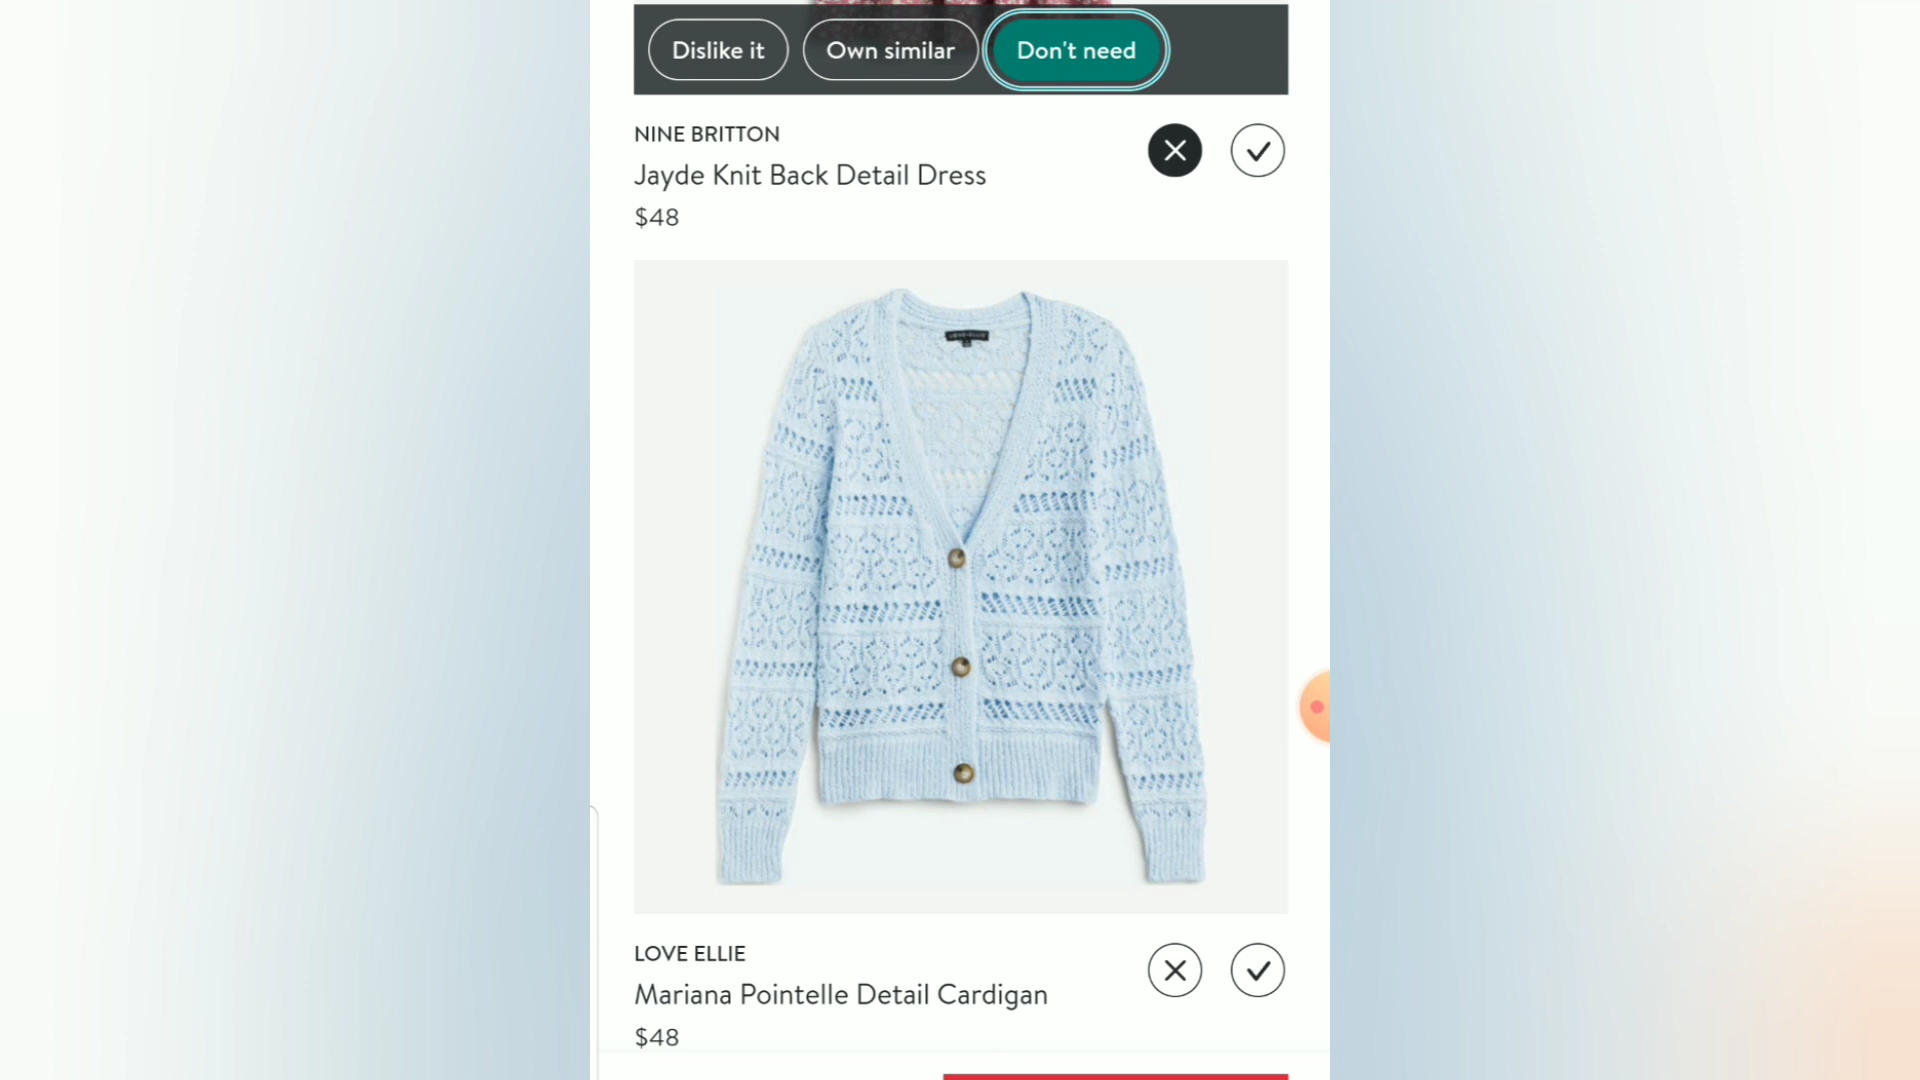 Dislike it Own similar Don't need
NINE BRITTON
Jayde Knit Back Detail Dress
$48
LOVE ELLIE
Mariana Pointelle Detail Cardigan
$48